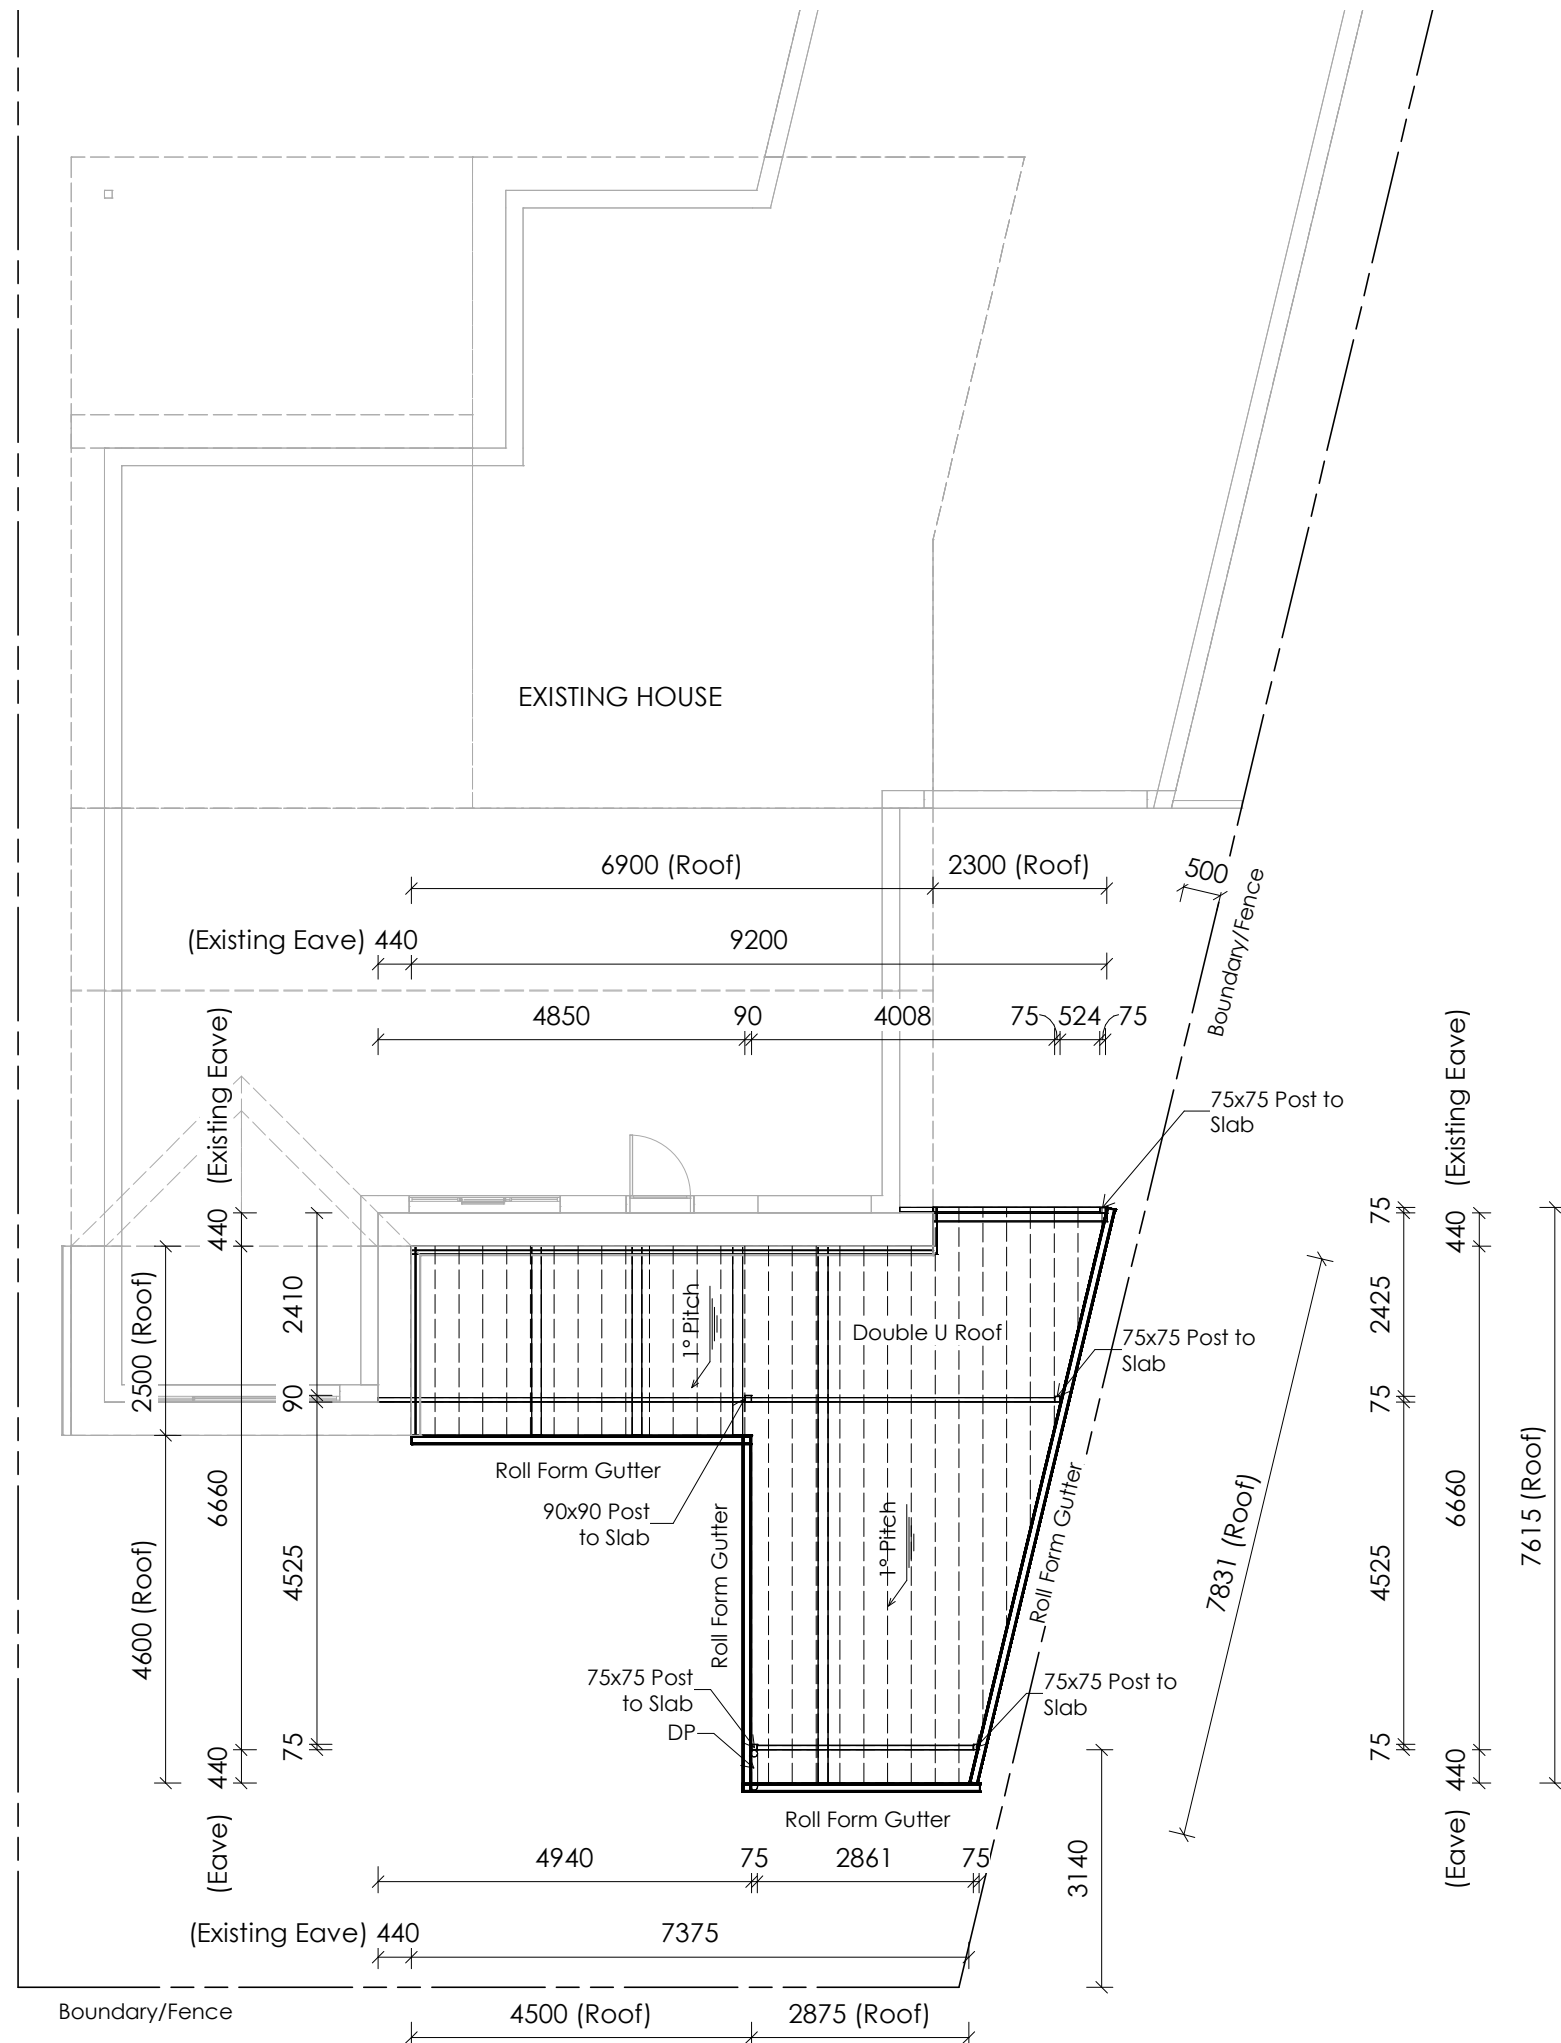 EXISTING HOUSE
6900 (Roof)
2300 (Roof)
500
Boundary/Fence
(Existing Eave) 440
9200
4850
90
4008
75
524
75
(Existing Eave)
440
2410
2500 (Roof)
90
6660
4600 (Roof)
4525
75
440
(Eave)
75x75 Post to
Slab
1° Pitch
Double U Roof
75x75 Post to
Slab
Roll Form Gutter
90x90 Post
to Slab
Roll Form Gutter
1° Pitch
Roll Form Gutter
75x75 Post
to Slab
DP
75x75 Post to
Slab
Roll Form Gutter
7831 (Roof)
(Existing Eave)
75
440
2425
75
6660
7615 (Roof)
4525
75
440
(Eave)
3140
4940
75
2861
75
(Existing Eave) 440
7375
Boundary/Fence
4500 (Roof)
2875 (Roof)